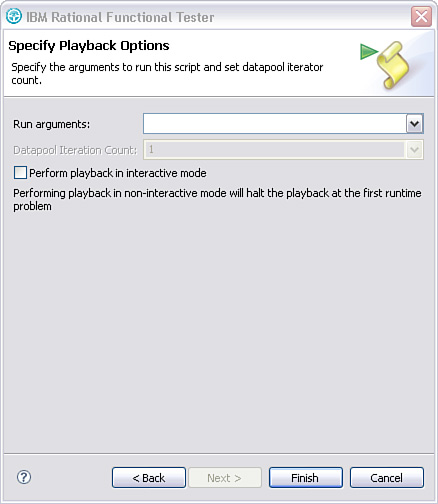 IBM Rational Functional Tester
Specify Playback Options
Specify the arguments to run this script and set datapool iterator
count.
Run arguments:
Datapool Iteration Count: 1
Perform playback in interactive mode
Performing playback in non-interactive mode will halt the playback at the first runtime
problem
? < Back Next > Finish Cancel